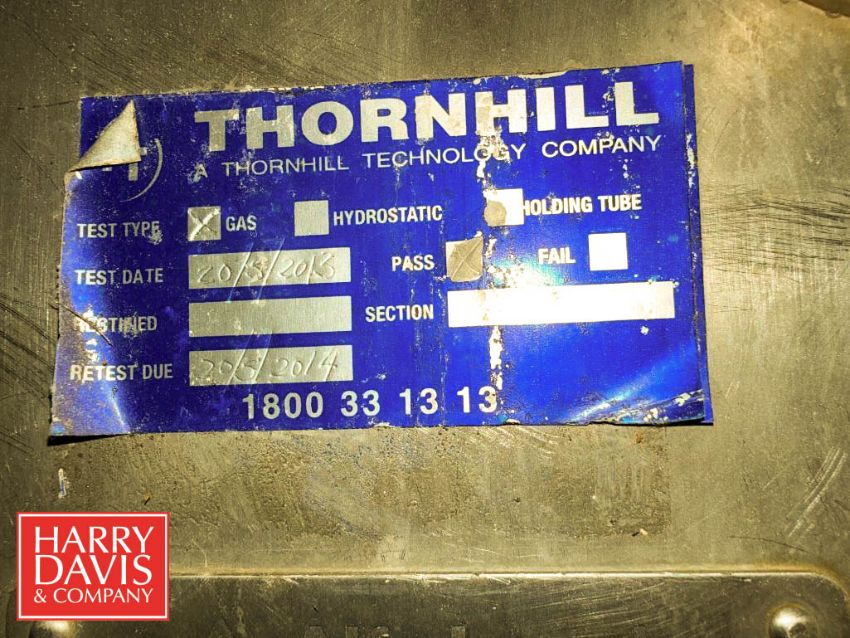 THORNHILL
A THORNHILL TECHNOLOGY COMPANY
TEST TYPE GAS HYDROSTATIC HOLDING TUBE
TEST DATE 20/5/2013 PASS FAIL
SECTION
RETEST DUE 20/5/2014
1800 33 13 13
HARRY
DAVIS
& COMPANY